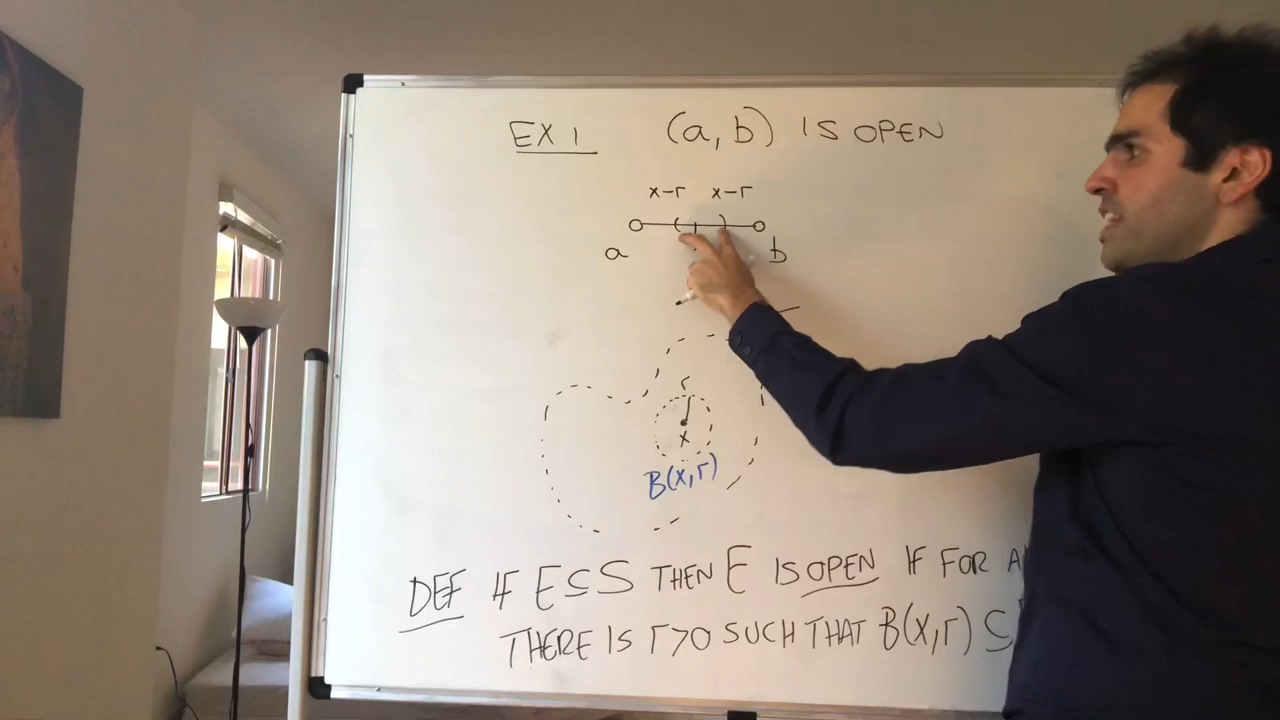 EX 1 (a, b) IS OPEN
x-r x-r
a b
r
x
B(x,r)
DEF IF E⊆S THEN E IS OPEN IF FOR
THERE IS r>0 SUCH THAT B(x,r) ⊆